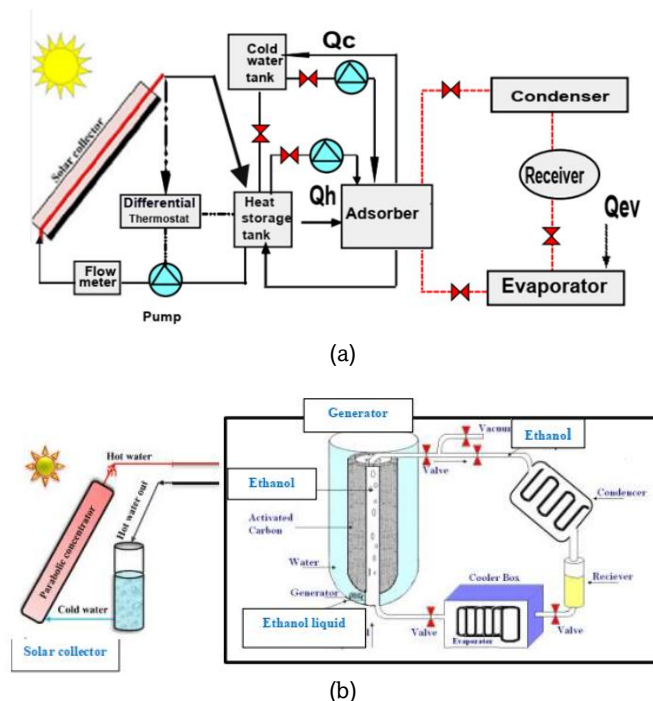 Cold
water
tank
Qc
Solar collector
Differential
Thermostat
Heat
storage
tank
Qh
Adsorber
Flow
meter
Pump
Condenser
Receiver
Qev
Evaporator
(a)
Generator
Vacuum
Ethanol
Hot water
Valve
Ethanol
Condencer
Parabolic concentrator
Hot water out
Activated
Carbon
Water
Cooler Box
Reciever
Generator
Cold water
Ethanol liquid
Valve
Evaporator
Valve
Solar collector
(b)